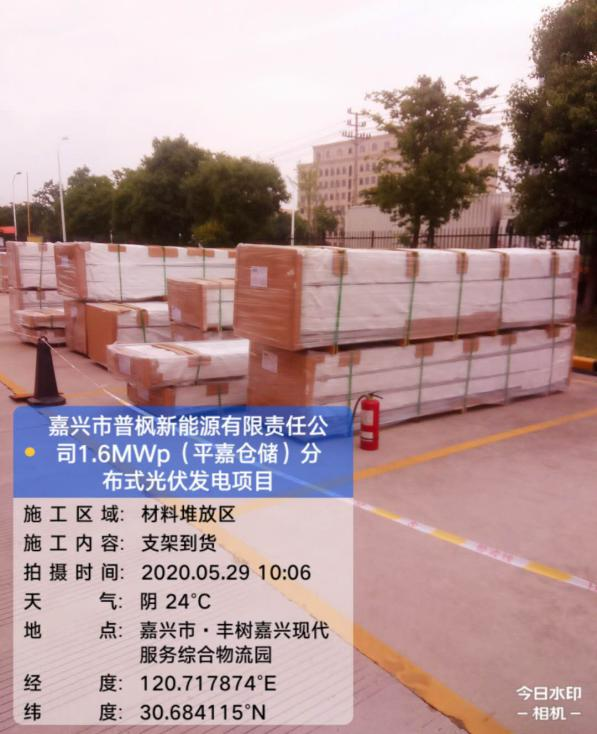 嘉兴市普枫新能源有限责任公
司1.6MWp（平嘉仓储）分
布式光伏发电项目
施工区域： 材料堆放区
施工内容： 支架到货
拍摄时间： 2020.05.29 10:06
天 气： 阴 24℃
地 点： 嘉兴市·丰树嘉兴现代
服务综合物流园
经 度： 120.717874°E
纬 度： 30.684115°N
今日水印
－相机－